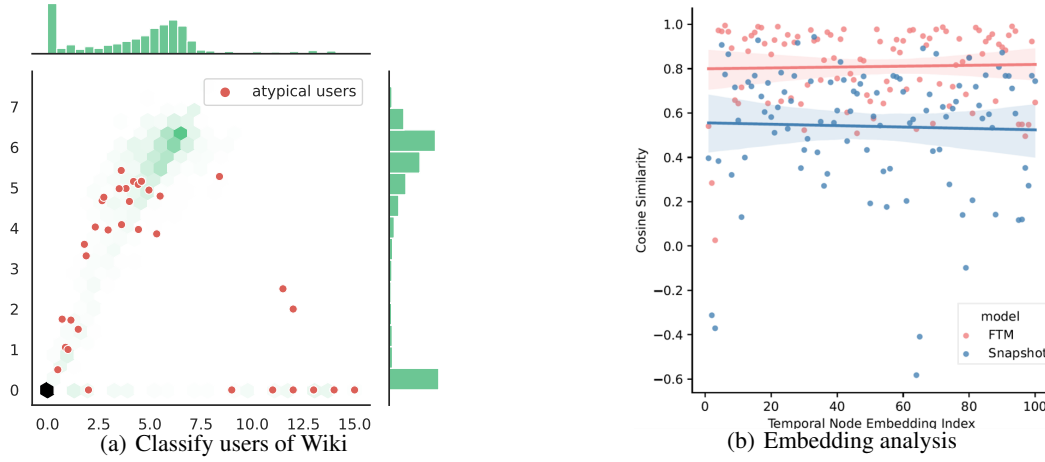 atypical users
7
6
5
4
3
2
1
0
0.0 2.5 5.0 7.5 10.0 12.5 15.0
(a) Classify users of Wiki
1.0
0.8
0.6
0.4
0.2
0.0
−0.2
−0.4
−0.6
Cosine Similarity
model
FTM
Snapshot
0 20 40 60 80 100
Temporal Node Embedding Index
(b) Embedding analysis